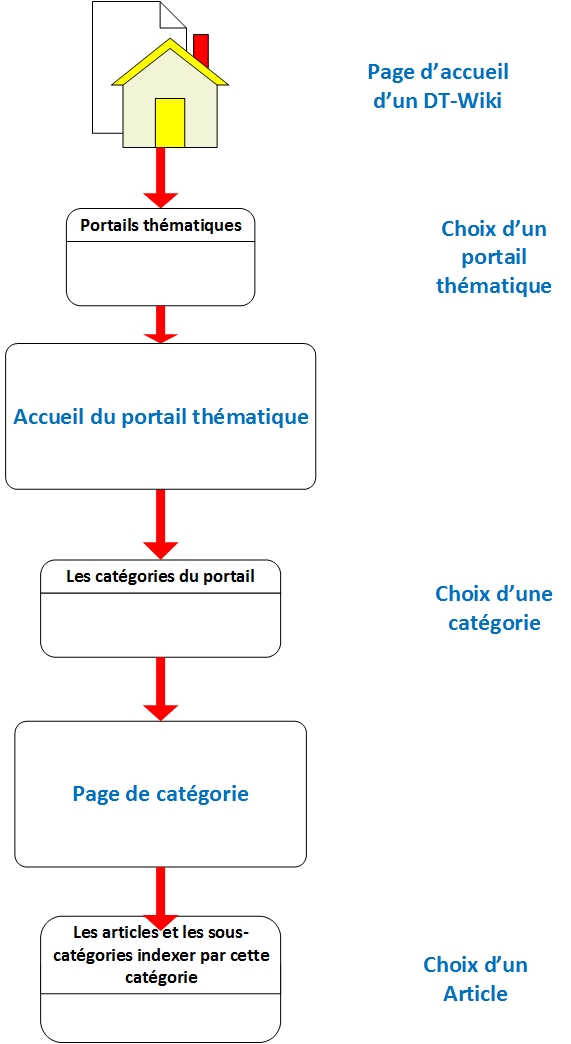 Page d’accueil
d’un DT-Wiki
Portails thématiques
Choix d’un
portail
thématique
Accueil du portail thématique
Les catégories du portail
Choix d’une
catégorie
Page de catégorie
Les articles et les sous-
catégories indexer par cette
catégorie
Choix d’un
Article